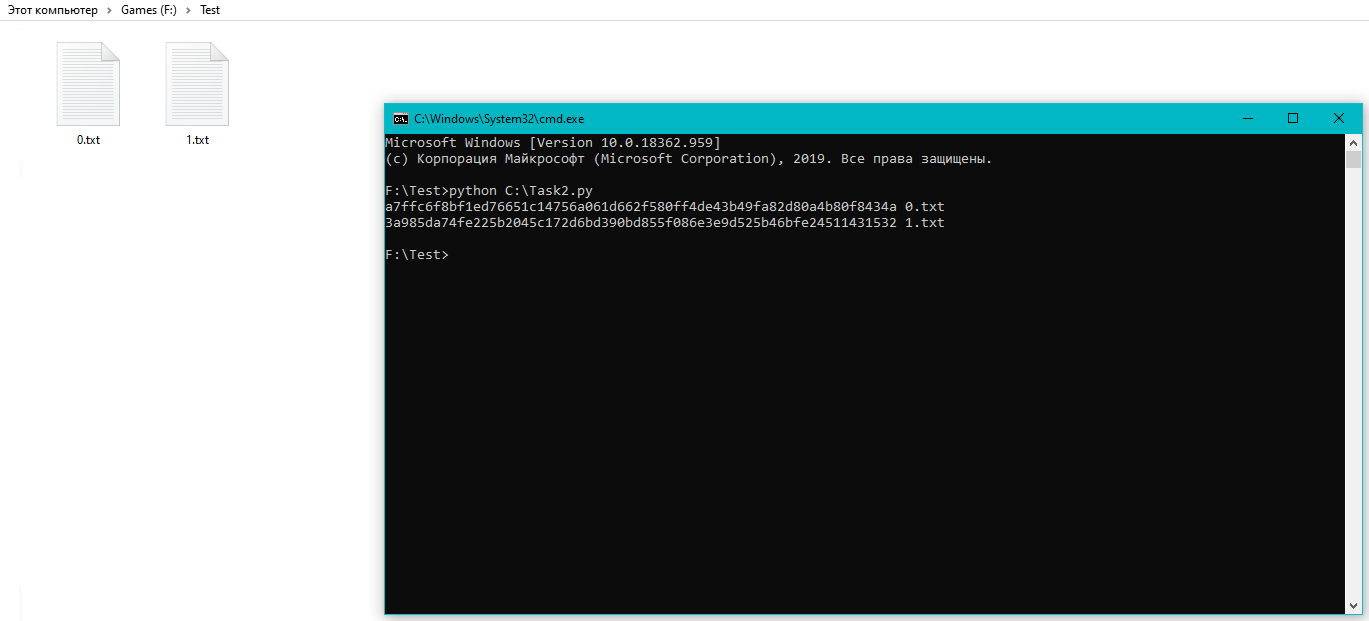 Этот компьютер > Games (F:) > Test
0.txt
1.txt
C:\Windows\System32\cmd.exe
Microsoft Windows [Version 10.0.18362.959]
(c) Корпорация Майкрософт (Microsoft Corporation), 2019. Все права защищены.
F:\Test>python C:\Task2.py
a7ffc6f8bf1ed76651c14756a061d662f580ff4de43b49fa82d80a4b80f8434a 0.txt
3a985da74fe225b2045c172d6bd390bd855f086e3e9d525b46bfe24511431532 1.txt
F:\Test>